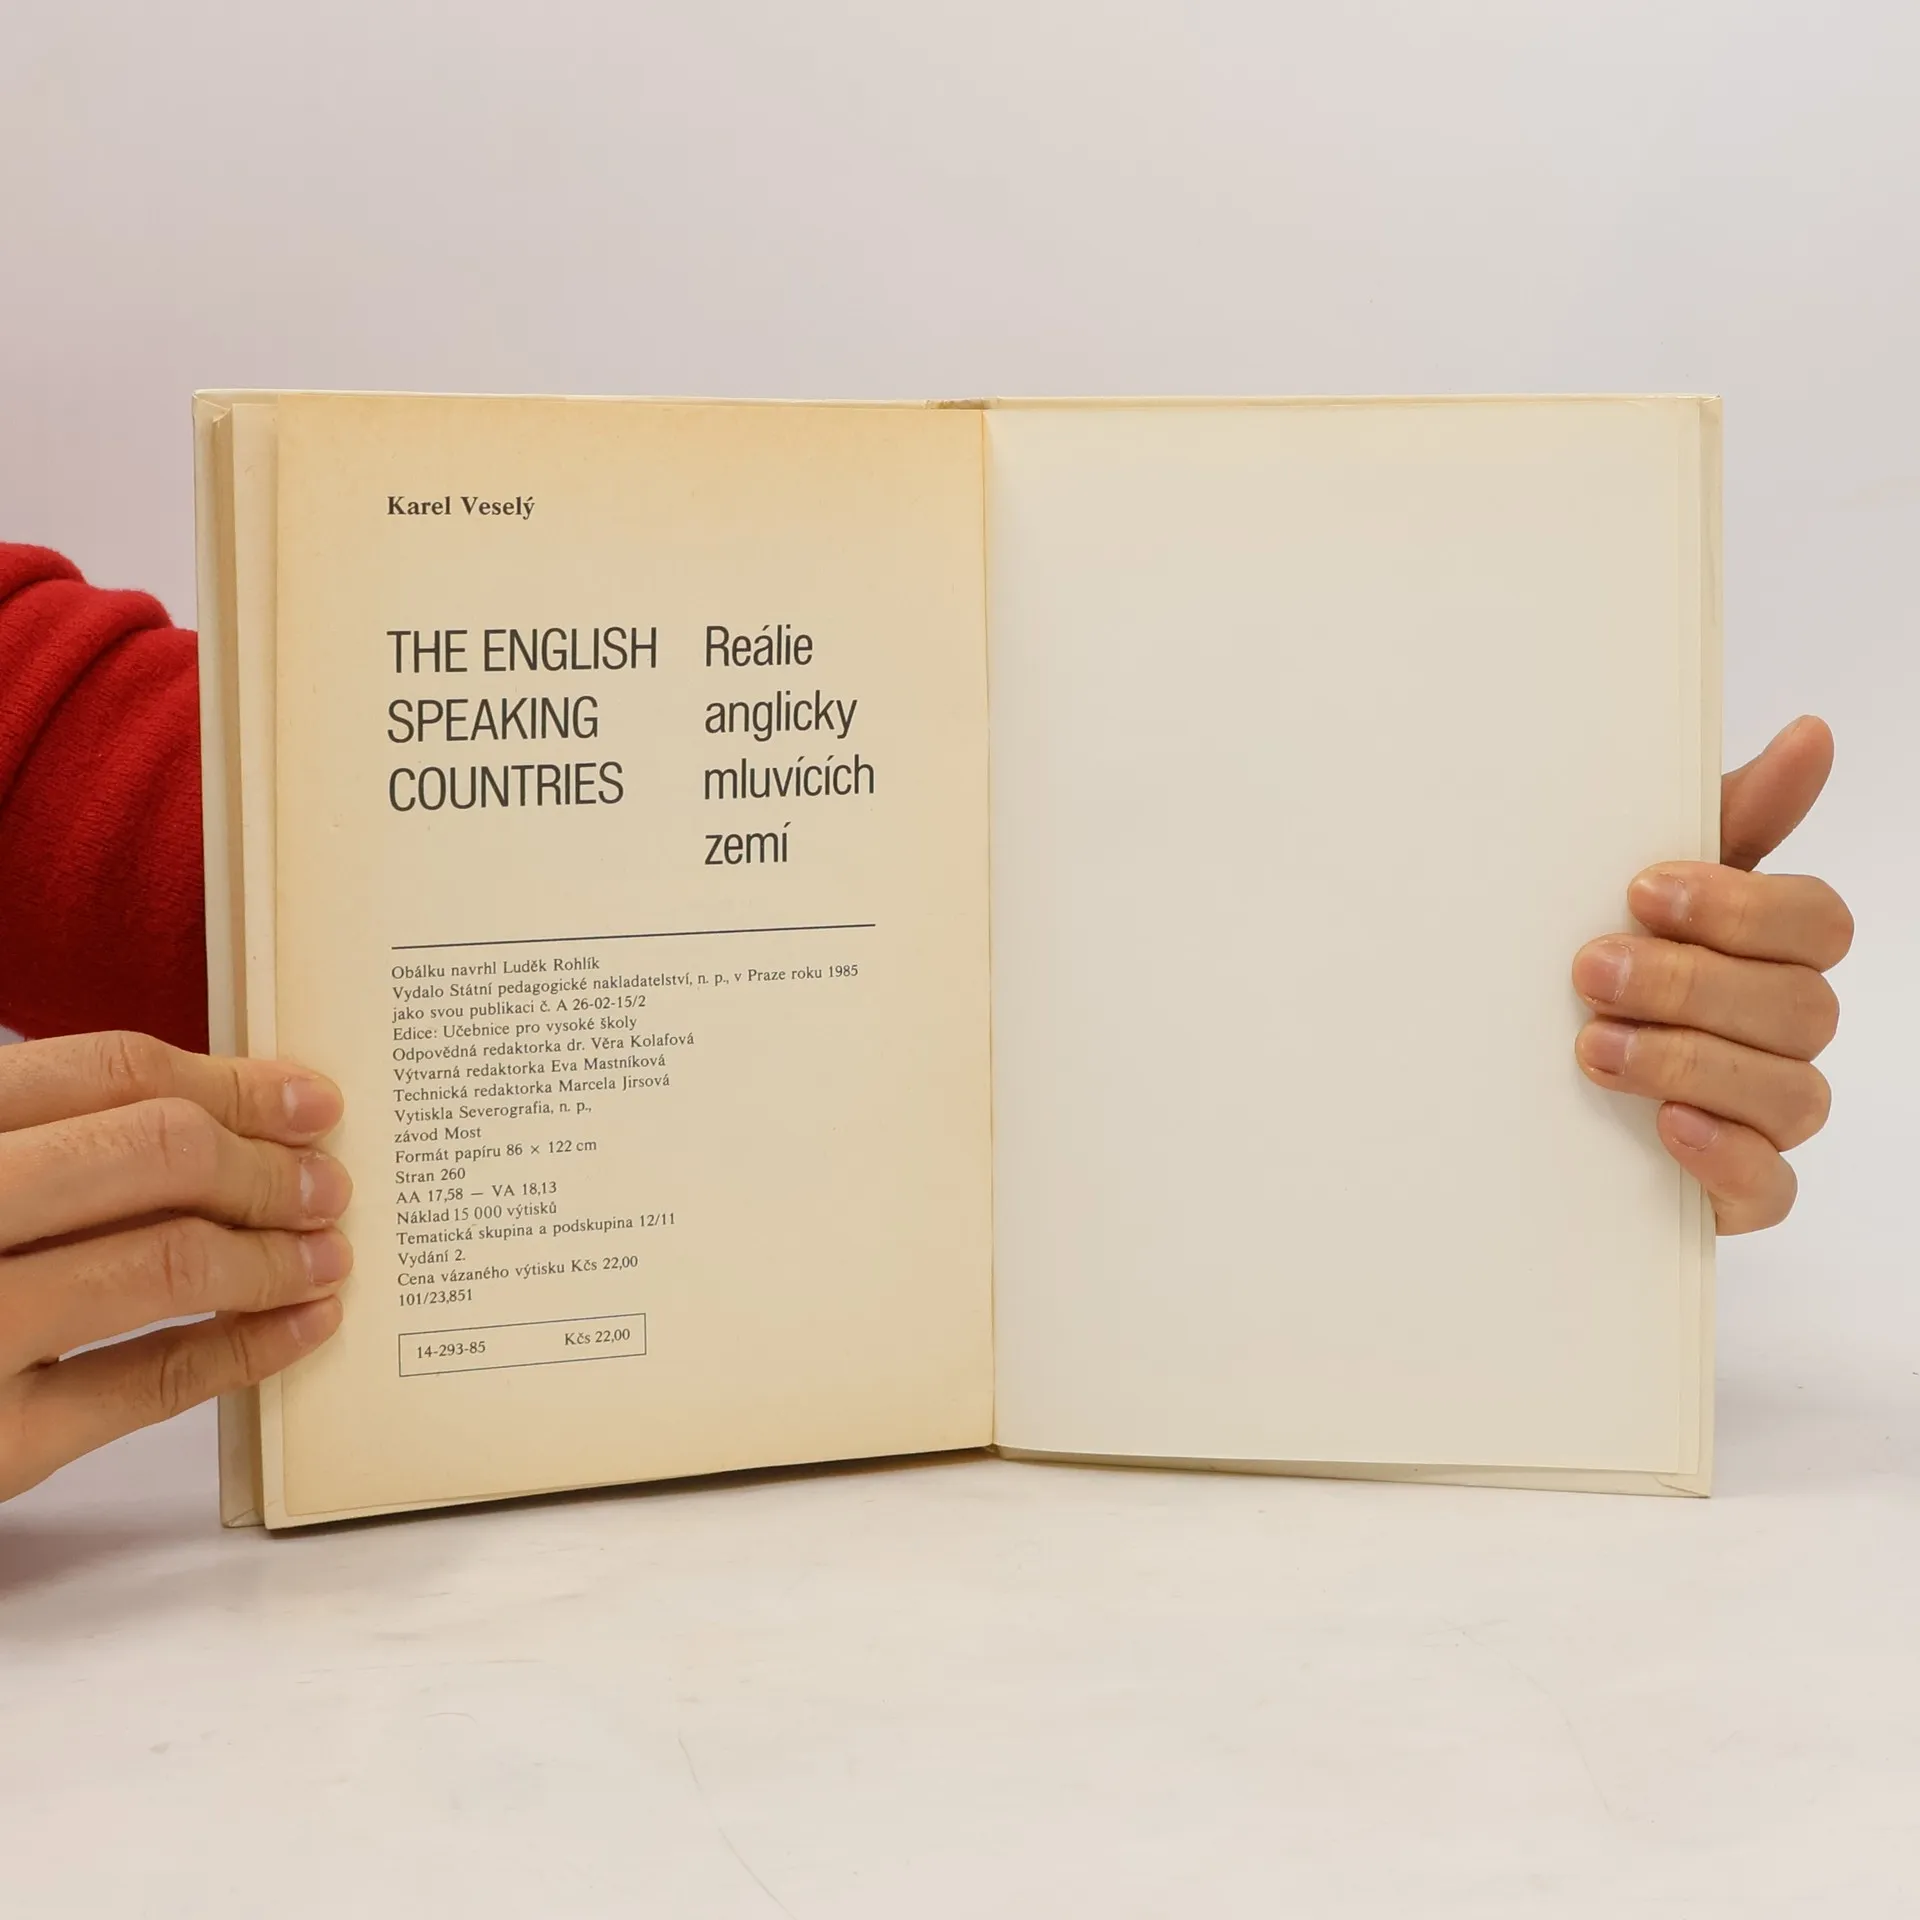 Karel Veselý
THE ENGLISH
SPEAKING
COUNTRIES
Reálie
anglicky
mluvících
zemí
Obálku navrhl Luděk Rohlík
Vydalo Státní pedagogické nakladatelství, n. p., v Praze roku 1985
jako svou publikaci č. A 26-02-15/2
Edice: Učebnice pro vysoké školy
Odpovědná redaktorka dr. Věra Kolafová
Výtvarná redaktorka Eva Mastníková
Technická redaktorka Marcela Jirsová
Vytiskla Severografia, n. p.,
závod Most
Formát papíru 86 × 122 cm
Stran 260
AA 17,58 — VA 18,13
Náklad 15 000 výtisků
Tematická skupina a podskupina 12/11
Vydání 2.
Cena vázaného výtisku Kčs 22,00
101/23,851
14-293-85 Kčs 22,00